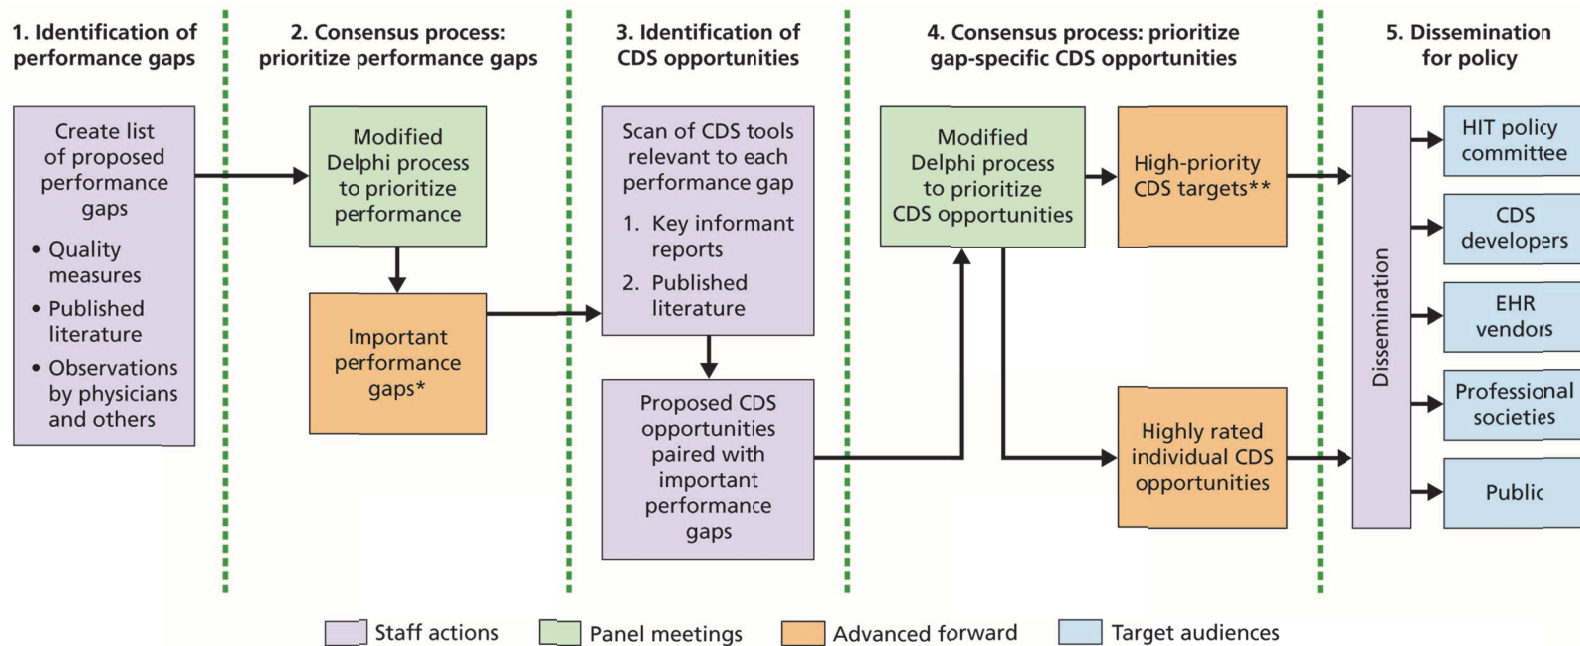 1. Identification of
performance gaps
2. Consensus process:
prioritize performance gaps
3. Identification of
CDS opportunities
4. Consensus process: prioritize
gap-specific CDS opportunities
5. Dissemination
for policy
Create list
of proposed
performance
gaps
• Quality
measures
• Published
literature
• Observations
by physicians
and others
Modified
Delphi process
to prioritize
performance
Important
performance
gaps*
Scan of CDS tools
relevant to each
performance gap
1. Key informant
reports
2. Published
literature
Proposed CDS
opportunities
paired with
important
performance
gaps
Modified
Delphi process
to prioritize
CDS opportunities
High-priority
CDS targets**
Highly rated
individual CDS
opportunities
Dissemination
HIT policy
committee
CDS
developers
EHR
vendors
Professional
societies
Public
Staff actions
Panel meetings
Advanced forward
Target audiences